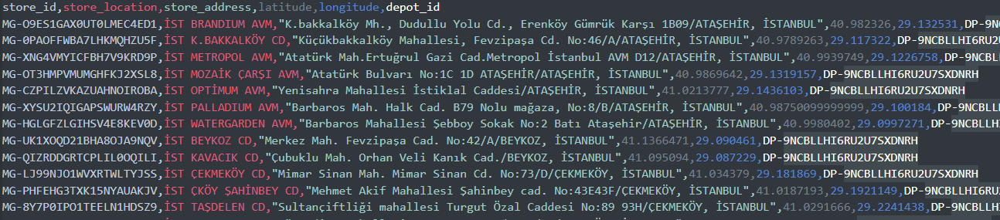 store_id,store_location,store_address,latitude,longitude,depot_id
MG-O9ES1GAX0UT0LMEC4ED1,İST BRANDIUM AVM,"K.bakkalköy Mh., Dudullu Yolu Cd., Erenköy Gümrük Karşı 1B09/ATAŞEHİR, İSTANBUL",40.982326,29.132531,DP-9NCBLLHI6RU2U
MG-0PAOFFWBA7LHKMQHZU5F,İST K.BAKKALKÖY CD,"Küçükbakkalköy Mahallesi, Fevzipaşa Cd. No:46/A/ATAŞEHİR, İSTANBUL",40.9789263,29.117322,DP-9NCBLLHI6RU2U7S
MG-XNG4VMYICFBH7V9KRD9P,İST METROPOL AVM,"Atatürk Mah.Ertuğrul Gazi Cad.Metropol İstanbul AVM D12/ATAŞEHİR, İSTANBUL",40.9939749,29.1226758,DP-9NCBLL
MG-OT3HMPVMUMGHFKJ2XSL8,İST MOZAİK ÇARŞI AVM,"Atatürk Bulvarı No:1C 1D ATAŞEHİR/ATAŞEHİR, İSTANBUL",40.9869642,29.1319157,DP-9NCBLLHI6RU2U7SXDNRH
MG-CZPILZVKAZUAHNOIROBA,İST OPTİMUM AVM,"Yenisahra Mahallesi İstiklal Caddesi/ATAŞEHİR, İSTANBUL",41.0213777,29.1436103,DP-9NCBLLHI6RU2U7SXDNRH
MG-XYSU2IQIGAPSWURW4RZY,İST PALLADIUM AVM,"Barbaros Mah. Halk Cad. B79 Nolu mağaza, No:8/B/ATAŞEHİR, İSTANBUL",40.98750099999999,29.100184,DP-9NCBLLH
MG-HGLGFZLGIHSV4E8KEV0D,İST WATERGARDEN AVM,"Barbaros Mahallesi Şebboy Sokak No:2 Batı Ataşehir/ATAŞEHİR, İSTANBUL",40.9980402,29.0997271,DP-9NCBLLHI
MG-UK1XOQD21BHA8OJA9NQV,İST BEYKOZ CD,"Merkez Mah. Fevzipaşa Cad. No:42/A/BEYKOZ, İSTANBUL",41.1366471,29.090461,DP-9NCBLLHI6RU2U7SXDNRH
MG-QIZRDDGRTCPLIL0OQILI,İST KAVACIK CD,"Çubuklu Mah. Orhan Veli Kanık Cad./BEYKOZ, İSTANBUL",41.095094,29.087229,DP-9NCBLLHI6RU2U7SXDNRH
MG-LJ99NJO1WVXRTWLTYJSS,İST ÇEKMEKÖY CD,"Mimar Sinan Mah. Mimar Sinan Cd. No:73/D/ÇEKMEKÖY, İSTANBUL",41.034379,29.181869,DP-9NCBLLHI6RU2U7SXDNRH
MG-PHFEHG3TXK15NYAUAKJV,İST ÇKÖY ŞAHİNBEY CD,"Mehmet Akif Mahallesi Şahinbey cad. No:43E43F/ÇEKMEKÖY, İSTANBUL",41.0187193,29.1921149,DP-9NCBLLHI6RU2
MG-8Y7P0IPO1TEELN1HDSZ9,İST TAŞDELEN CD,"Sultançiftliği mahallesi Turgut Özal Caddesi No:89 93H/ÇEKMEKÖY, İSTANBUL",41.0291666,29.2241438,DP-9NCBLLHI